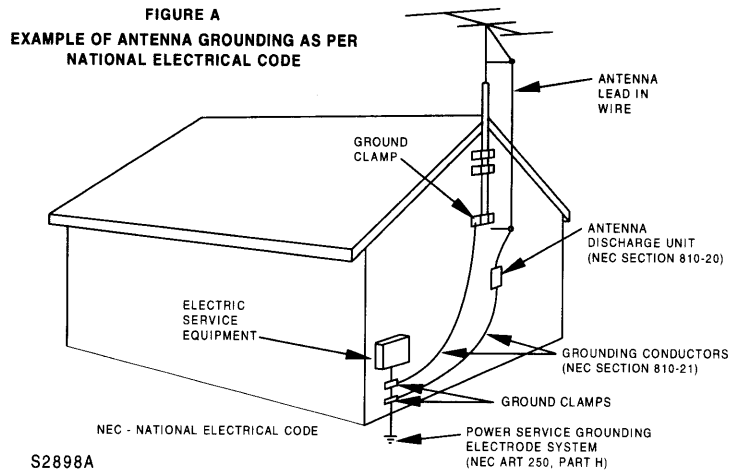 FIGURE A
EXAMPLE OF ANTENNA GROUNDING AS PER
NATIONAL ELECTRICAL CODE
ANTENNA
LEAD IN
WIRE
GROUND
CLAMP
ANTENNA
DISCHARGE UNIT
(NEC SECTION 810-20)
ELECTRIC
SERVICE
EQUIPMENT
GROUNDING CONDUCTORS
(NEC SECTION 810-21)
GROUND CLAMPS
NEC - NATIONAL ELECTRICAL CODE
POWER SERVICE GROUNDING
ELECTRODE SYSTEM
(NEC ART 250, PART H)
S2898A